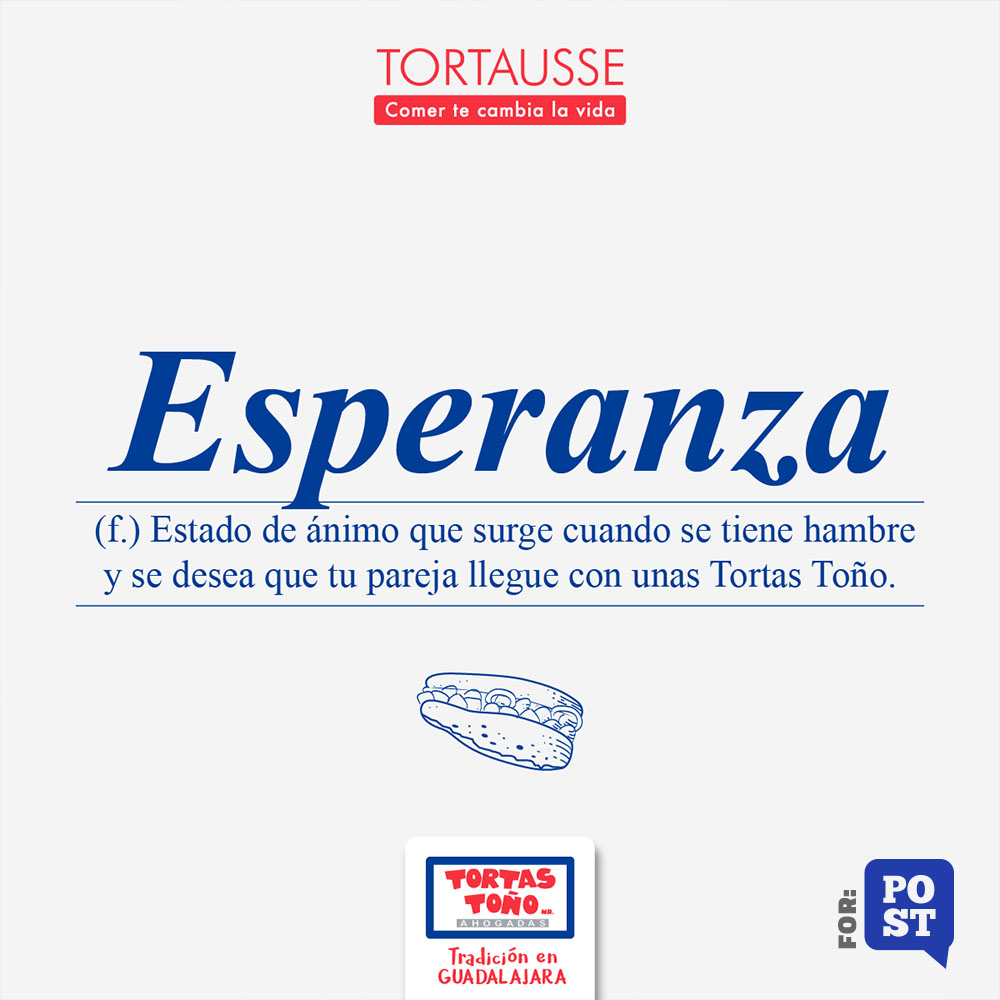 TORTAUSSE
Comer te cambia la vida
Esperanza
(f.) Estado de ánimo que surge cuando se tiene hambre
y se desea que tu pareja llegue con unas Tortas Toño.
TORTAS
TOÑO MR.
AHOGADAS
Tradición en
GUADALAJARA
FOR:
PO
ST